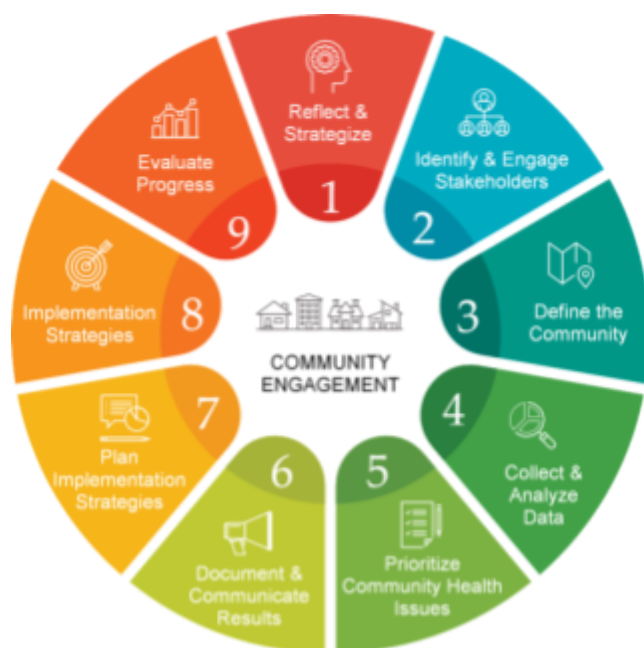 Reflect &
Strategize
1
Identify & Engage
Stakeholders
2
Define the
Community
3
Collect &
Analyze
Data
4
Prioritize
Community Health
Issues
5
Document &
Communicate
Results
6
Plan
Implementation
Strategies
7
Implementation
Strategies
8
Evaluate
Progress
9
COMMUNITY
ENGAGEMENT